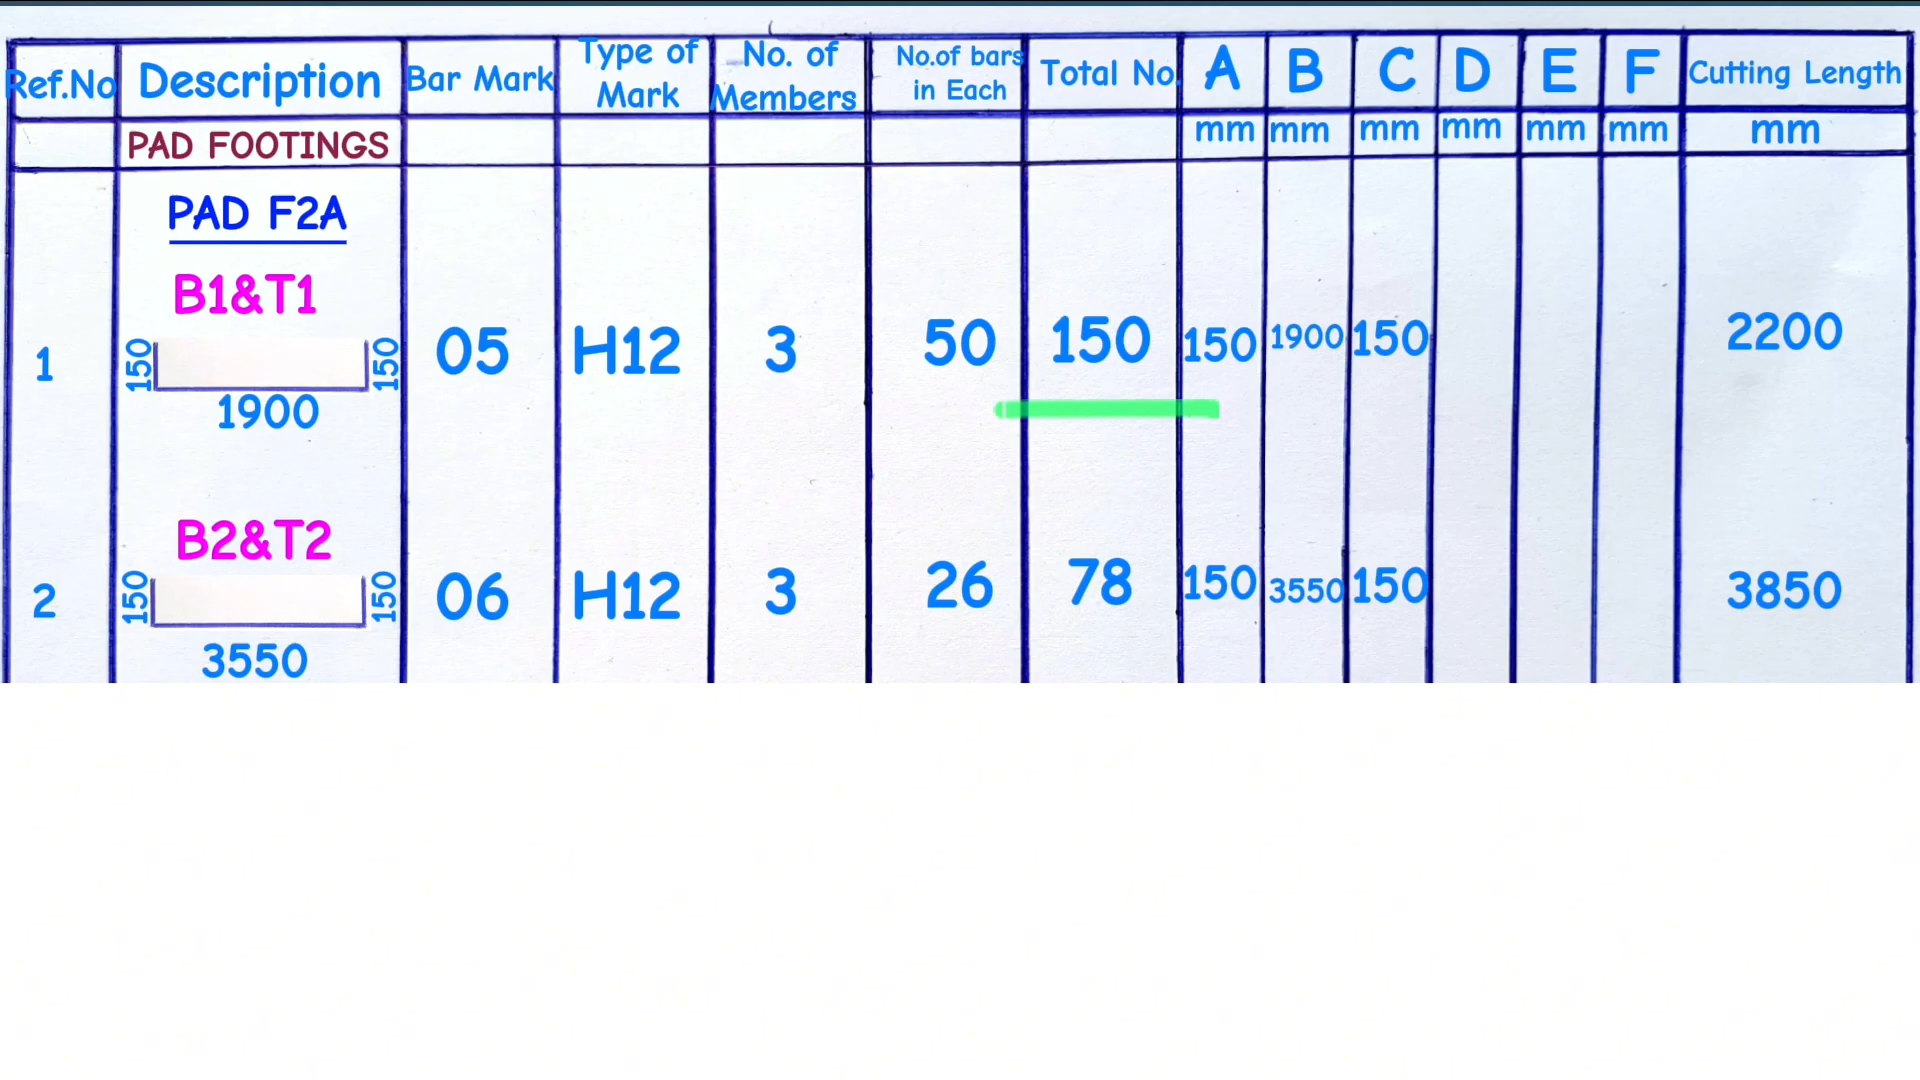 Ref.No Description Bar Mark Type of Mark No. of Members No.of bars in Each Total No. A B C D E F Cutting Length
PAD FOOTINGS mm mm mm mm mm mm mm
PAD F2A
B1&T1
1 150 150 05 H12 3 50 150 150 1900 150 2200
1900
B2&T2
2 150 150 06 H12 3 26 78 150 3550 150 3850
3550